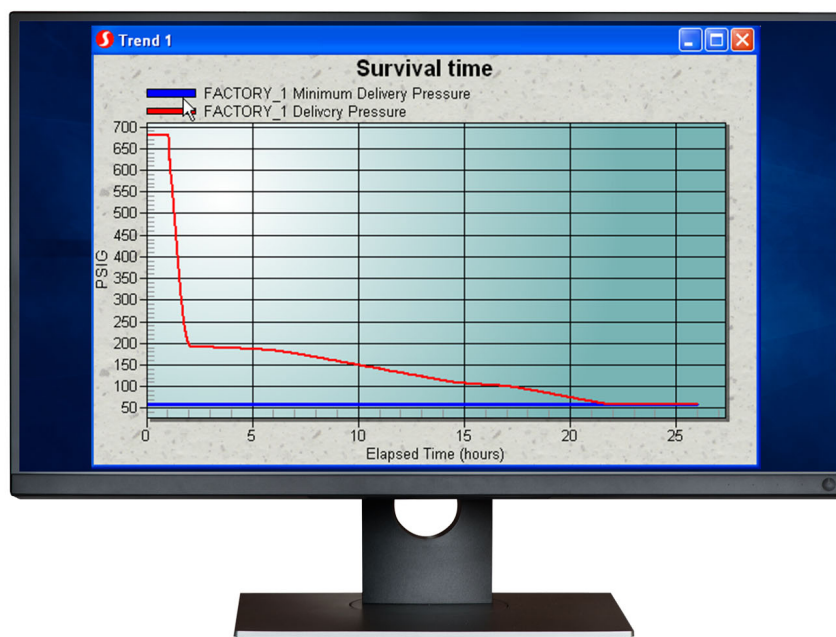 Trend 1
Survival time
FACTORY_1 Minimum Delivery Pressure
FACTORY_1 Delivcry Pressure
700
650
600
550
500
450
400
350
300
250
200
150
100
50
PSIG
0 5 10 15 20 25
Elapsed Time (hours)